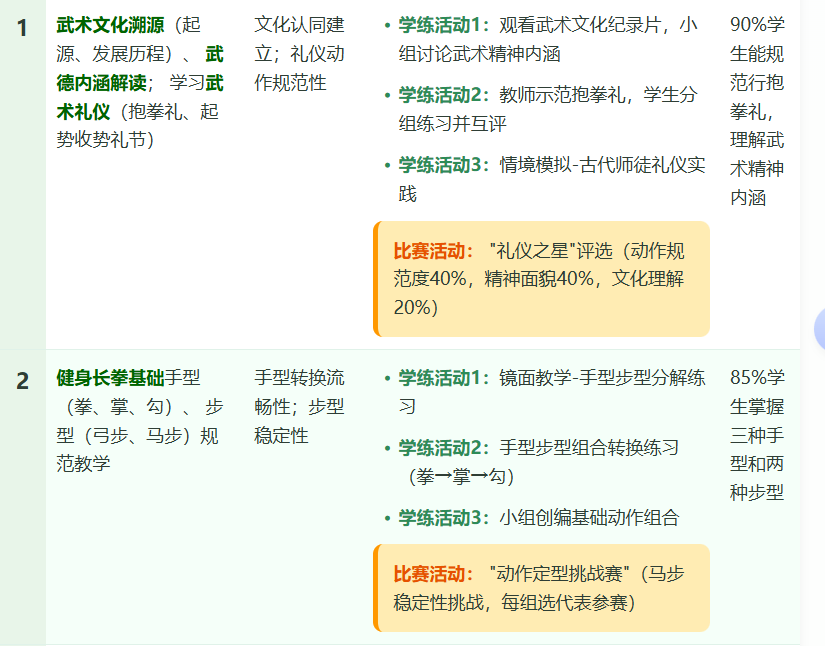 1
武术文化溯源（起
源、发展历程）、 武
德内涵解读； 学习武
术礼仪（抱拳礼、起
势收势礼节）
文化认同建
立；礼仪动
作规范性
• 学练活动1：观看武术文化纪录片，小
组讨论武术精神内涵
• 学练活动2：教师示范抱拳礼，学生分
组练习并互评
• 学练活动3：情境模拟-古代师徒礼仪实
践
比赛活动： "礼仪之星"评选（动作规
范度40%，精神面貌40%，文化理解
20%）
90%学
生能规
范行抱
拳礼，
理解武
术精神
内涵
2
健身长拳基础手型
（拳、掌、勾）、 步
型（弓步、马步）规
范教学
手型转换流
畅性；步型
稳定性
• 学练活动1：镜面教学-手型步型分解练
习
• 学练活动2：手型步型组合转换练习
（拳→掌→勾）
• 学练活动3：小组创编基础动作组合
比赛活动： "动作定型挑战赛"（马步
稳定性挑战，每组选代表参赛）
85%学
生掌握
三种手
型和两
种步型